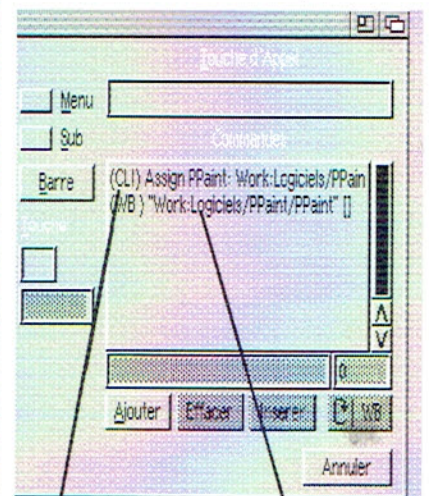 Touche d'Appel
Menu
Sub
Commandes
Barre
(CLI) Assign PPaint: Work:Logiciels/PPain
(WB ) "Work:Logiciels/PPaint/PPaint" []
Touche
0
Ajouter Effacer Inserer WB
Annuler